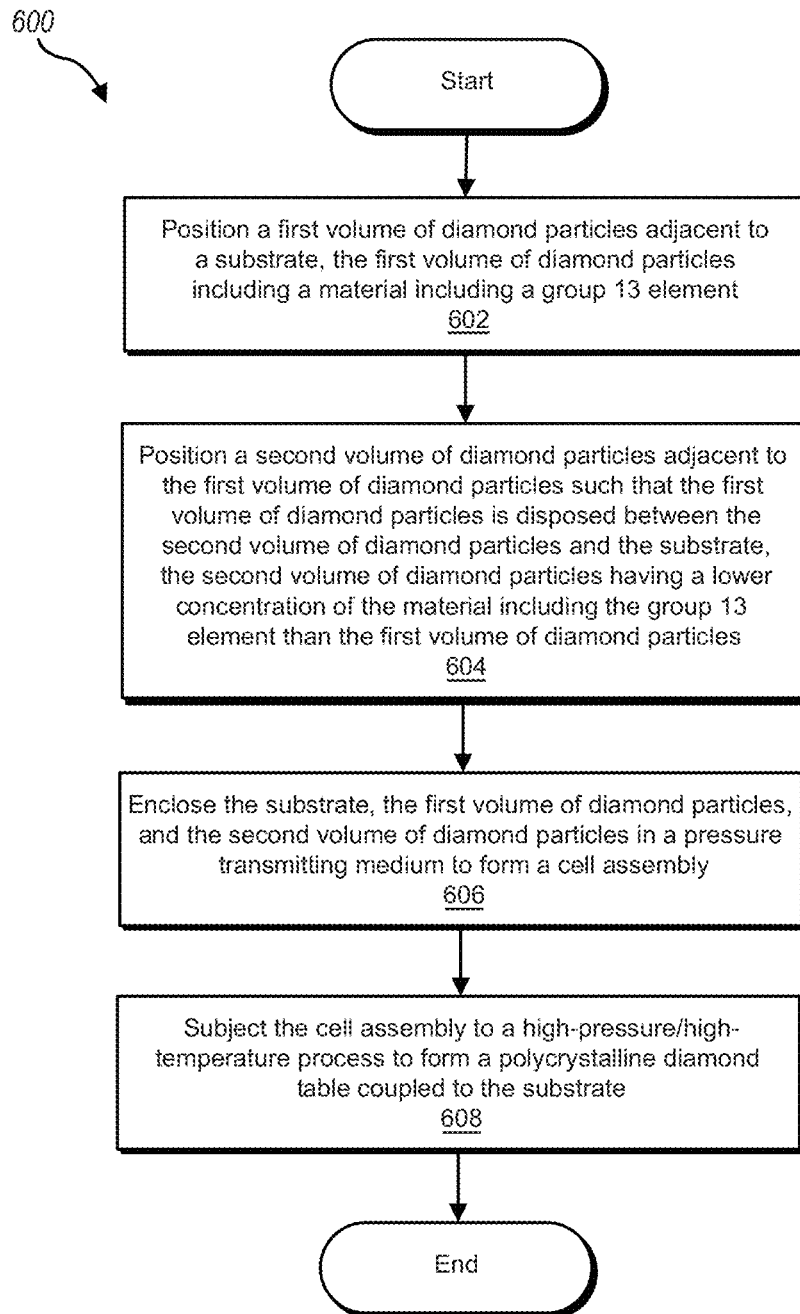 600
Start
Position a first volume of diamond particles adjacent to
a substrate, the first volume of diamond particles
including a material including a group 13 element
602
Position a second volume of diamond particles adjacent to
the first volume of diamond particles such that the first
volume of diamond particles is disposed between the
second volume of diamond particles and the substrate,
the second volume of diamond particles having a lower
concentration of the material including the group 13
element than the first volume of diamond particles
604
Enclose the substrate, the first volume of diamond particles,
and the second volume of diamond particles in a pressure
transmitting medium to form a cell assembly
606
Subject the cell assembly to a high-pressure/high-
temperature process to form a polycrystalline diamond
table coupled to the substrate
608
End